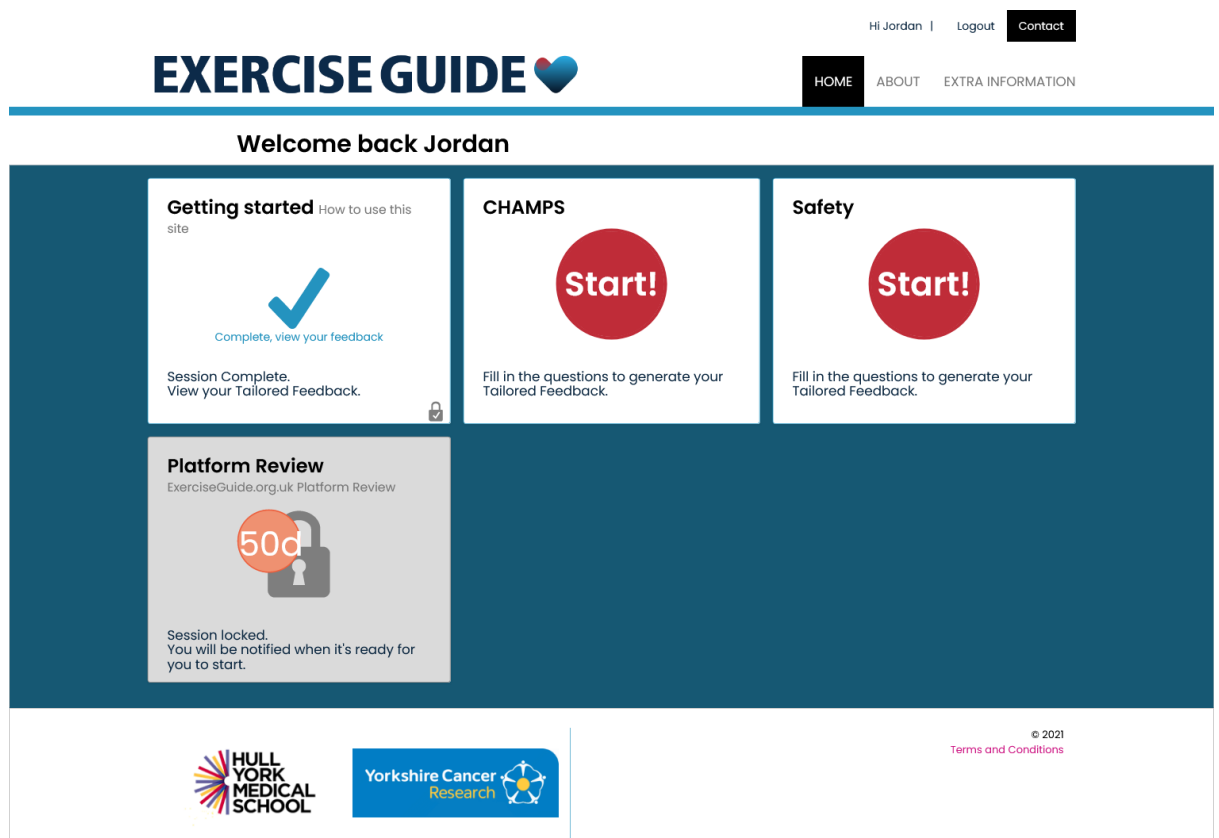 Hi Jordan |
Logout
Contact
EXERCISE GUIDE
HOME
ABOUT
EXTRA INFORMATION
Welcome back Jordan
Getting started How to use this
site
Complete, view your feedback
Session Complete.
View your Tailored Feedback.
CHAMPS
Start!
Fill in the questions to generate your
Tailored Feedback.
Safety
Start!
Fill in the questions to generate your
Tailored Feedback.
Platform Review
ExerciseGuide.org.uk Platform Review
50d
Session locked.
You will be notified when it's ready for
you to start.
HULL
YORK
MEDICAL
SCHOOL
Yorkshire Cancer
Research
© 2021
Terms and Conditions